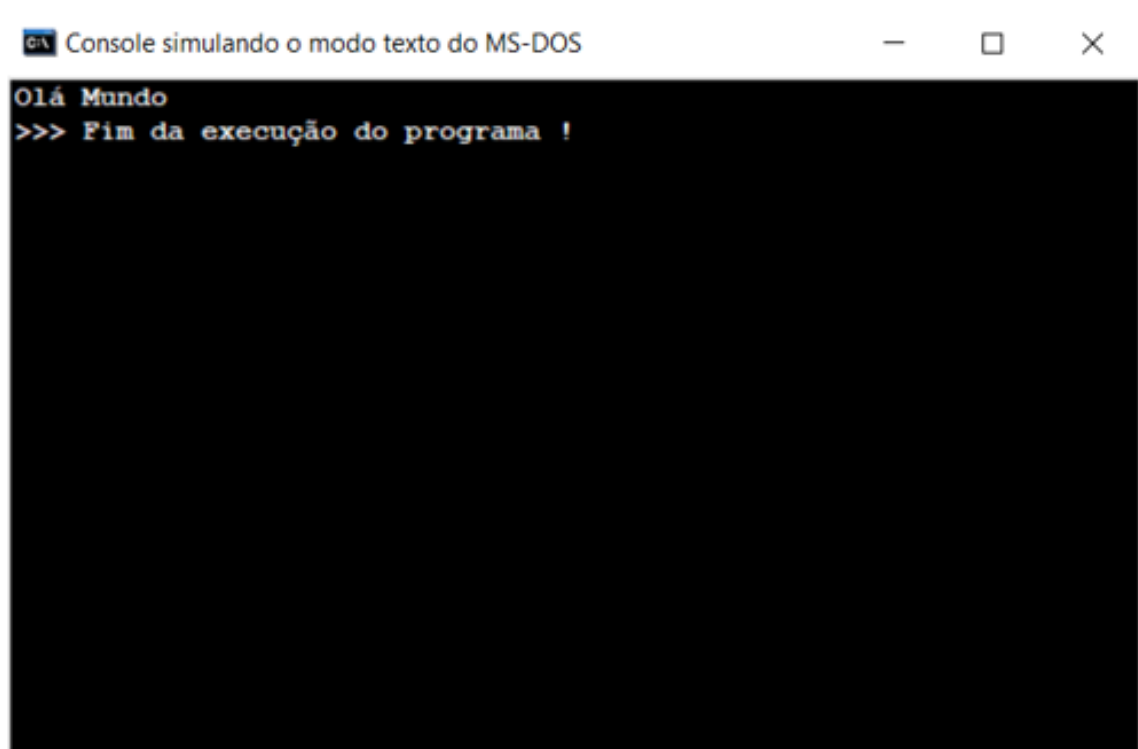 Console simulando o modo texto do MS-DOS
Olá Mundo
>>> Fim da execução do programa !